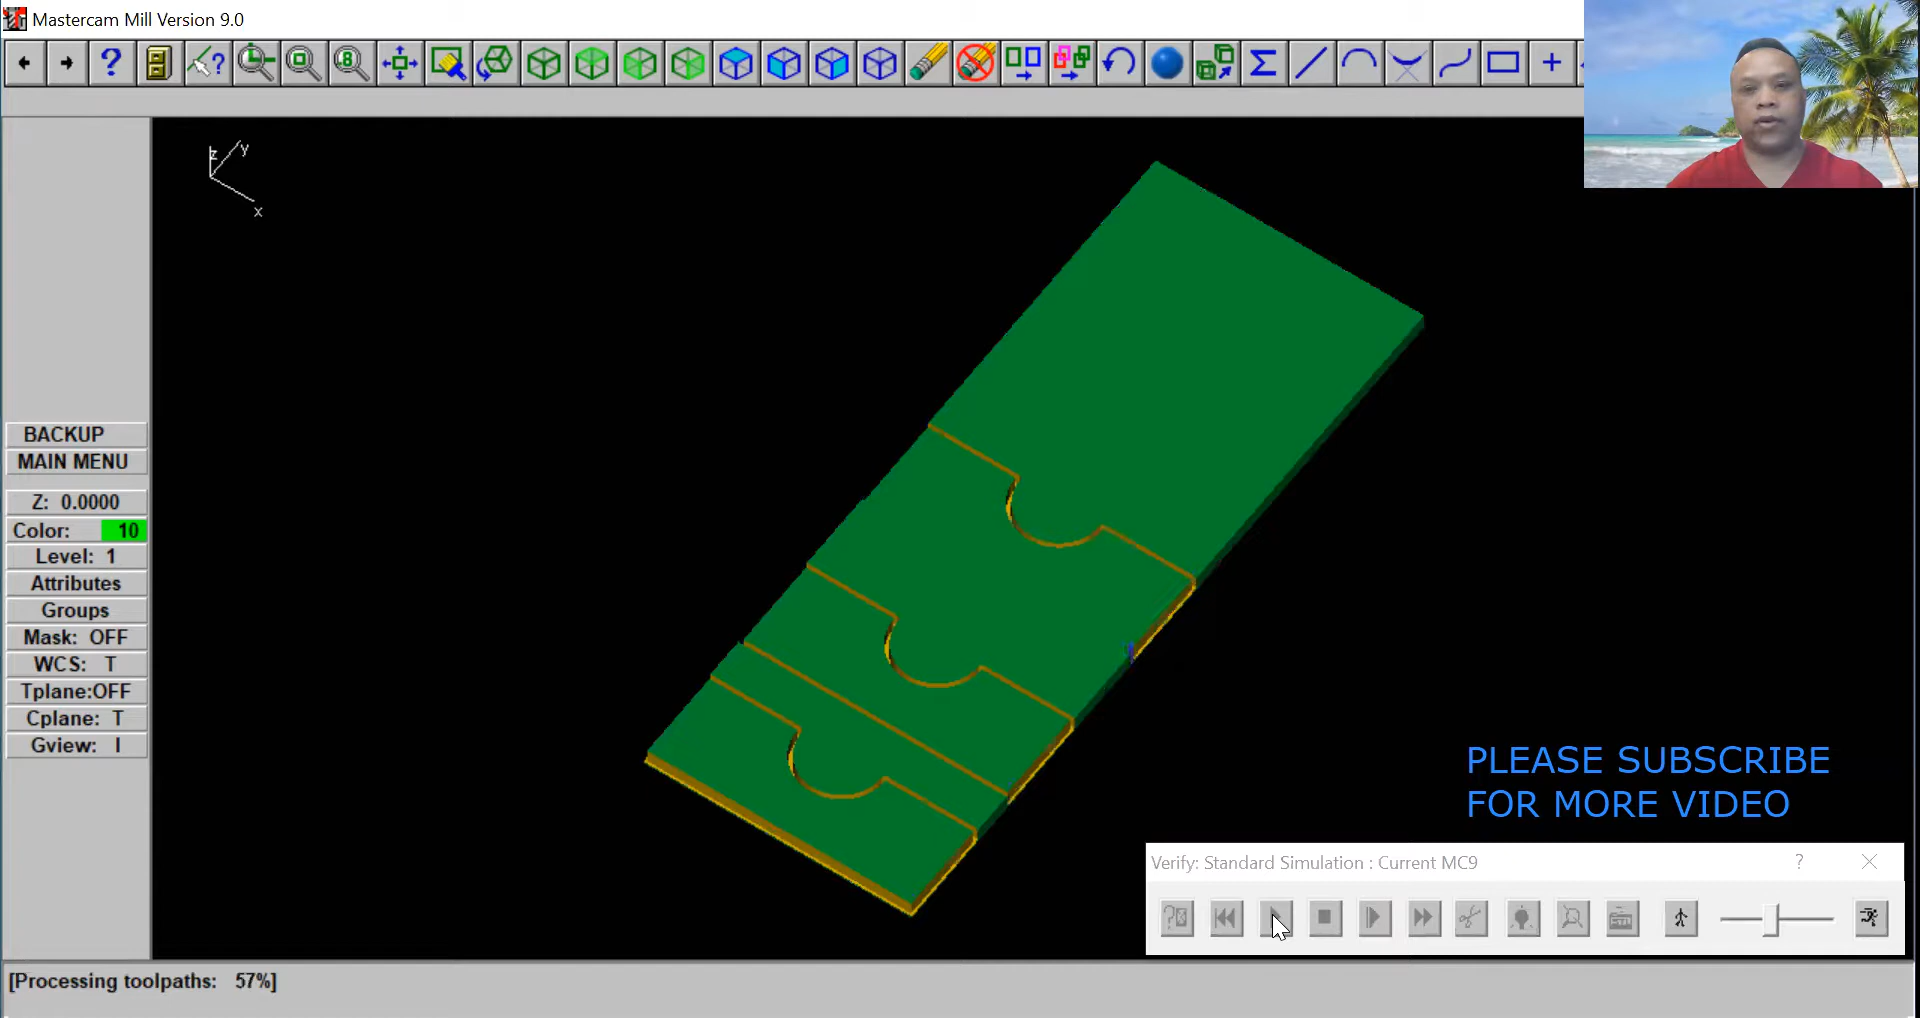 Mastercam Mill Version 9.0
z
y
x
BACKUP
MAIN MENU
Z: 0.0000
Color: 10
Level: 1
Attributes
Groups
Mask: OFF
WCS: T
Tplane:OFF
Cplane: T
Gview: I
PLEASE SUBSCRIBE
FOR MORE VIDEO
Verify: Standard Simulation : Current MC9
[Processing toolpaths: 57%]